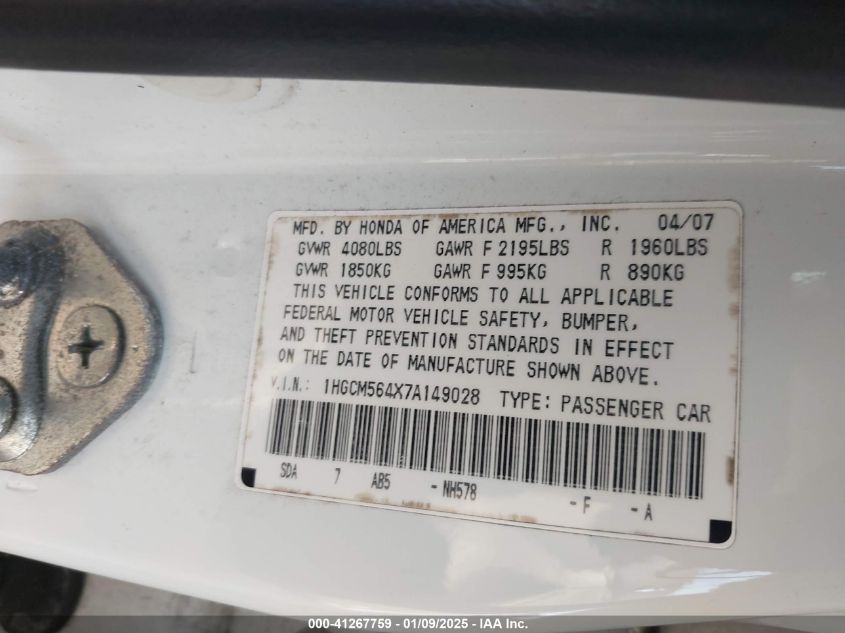 MFD. BY HONDA OF AMERICA MFG., INC. 04/07
GVWR 4080LBS GAWR F 2195LBS R 1960LBS
GVWR 1850KG GAWR F 995KG R 890KG
THIS VEHICLE CONFORMS TO ALL APPLICABLE
FEDERAL MOTOR VEHICLE SAFETY, BUMPER,
AND THEFT PREVENTION STANDARDS IN EFFECT
ON THE DATE OF MANUFACTURE SHOWN ABOVE.
V.I.N.: 1HGCM564X7A149028 TYPE: PASSENGER CAR
SDA 7 AB5 - NH578 - F - A
000-41267759 - 01/09/2025 - IAA Inc.